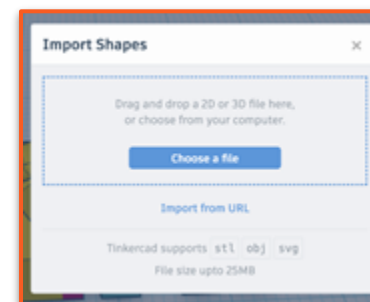 Import Shapes ×
Drag and drop a 2D or 3D file here,
or choose from your computer.
Choose a file
Import from URL
Tinkercad supports stl obj svg
File size upto 25MB